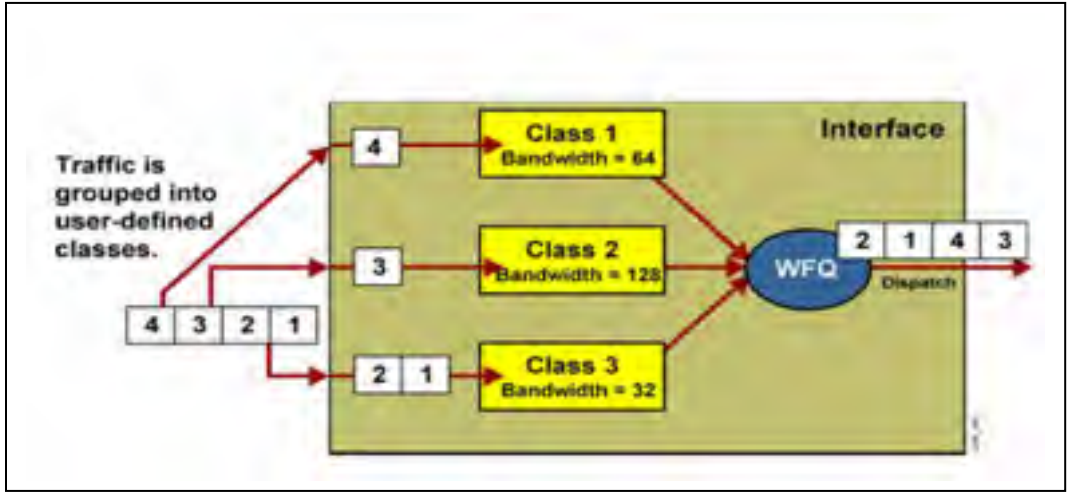 Traffic is
grouped into
user-defined
classes.
4 3 2 1
Interface
4
Class 1
Bandwidth = 64
3
Class 2
Bandwidth = 128
2 1
Class 3
Bandwidth = 32
WFQ
2 1 4 3
Dispatch